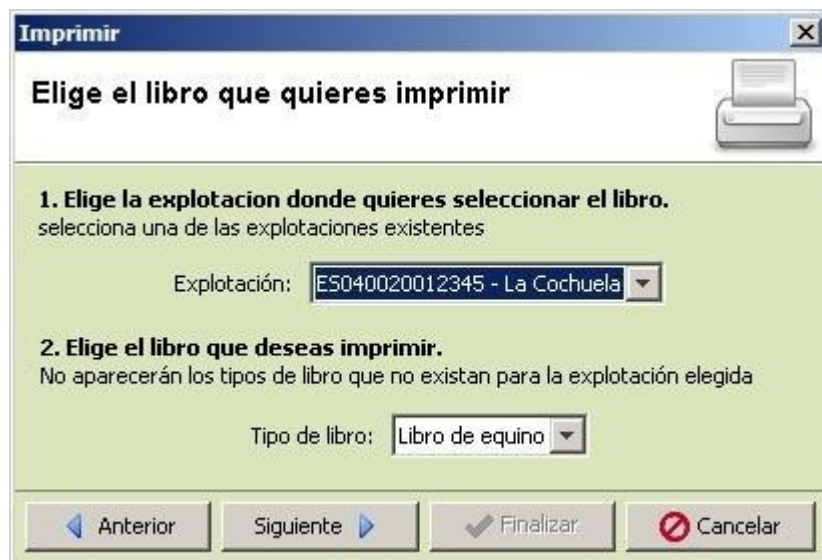 Imprimir
Elige el libro que quieres imprimir
1. Elige la explotacion donde quieres seleccionar el libro.
selecciona una de las explotaciones existentes
Explotación: ES040020012345 - La Cochuela
2. Elige el libro que deseas imprimir.
No aparecerán los tipos de libro que no existan para la explotación elegida
Tipo de libro: Libro de equino
Anterior Siguiente Finalizar Cancelar